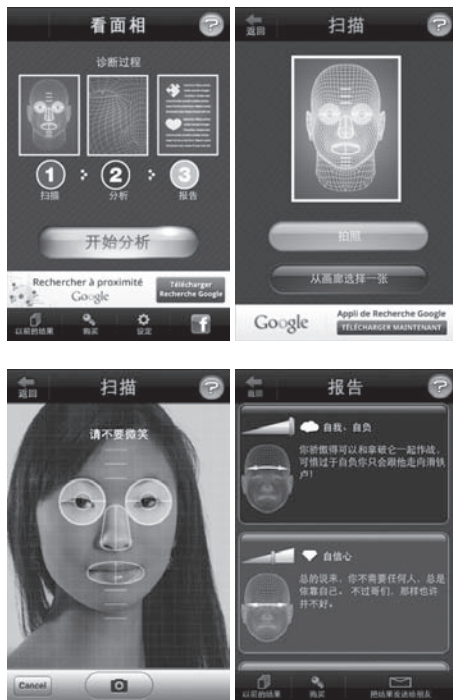 看面相
?
诊断过程
1
2
3
扫描
分析
报告
开始分析
Rechercher à proximité
Google
Télécharger
Recherche Google
以前的结果
购买
设定
f
返回
扫描
?
拍照
从画廊选择一张
Google
Appli de Recherche Google
TÉLÉCHARGER MAINTENANT
返回
扫描
?
请不要微笑
Cancel
返回
报告
?
自我、自负
你骄傲得可以和拿破仑一起作战,
可惜过于自负你只会跟他走向滑铁
卢!
自信心
总的说来, 你不需要任何人, 总是
依靠自己。不过哥们, 那样也许
并不好。
以前的结果
购买
把结果发送给朋友